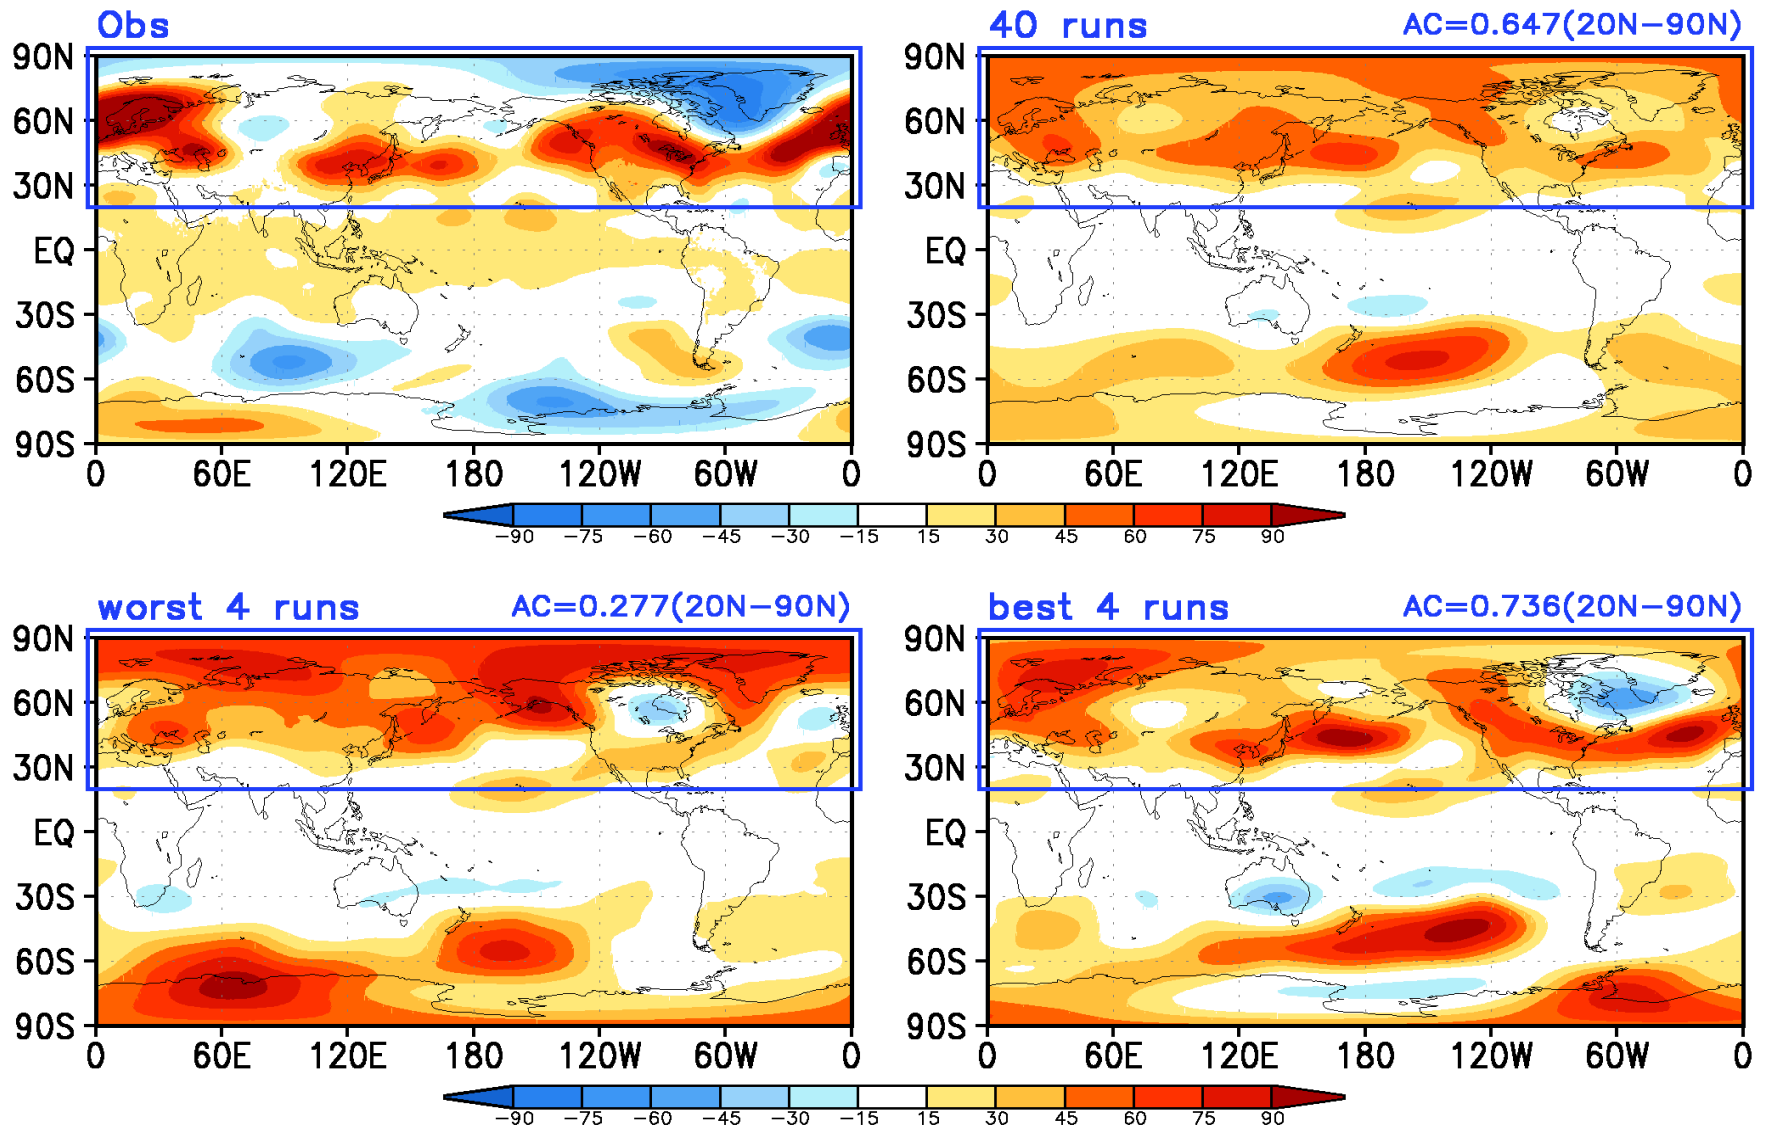 Obs
40 runs AC=0.647(20N−90N)
90N
60N
30N
EQ
30S
60S
90S
0 60E 120E 180 120W 60W 0
90N
60N
30N
EQ
30S
60S
90S
0 60E 120E 180 120W 60W 0
−90 −75 −60 −45 −30 −15 15 30 45 60 75 90
worst 4 runs AC=0.277(20N−90N)
best 4 runs AC=0.736(20N−90N)
90N
60N
30N
EQ
30S
60S
90S
0 60E 120E 180 120W 60W 0
90N
60N
30N
EQ
30S
60S
90S
0 60E 120E 180 120W 60W 0
−90 −75 −60 −45 −30 −15 15 30 45 60 75 90